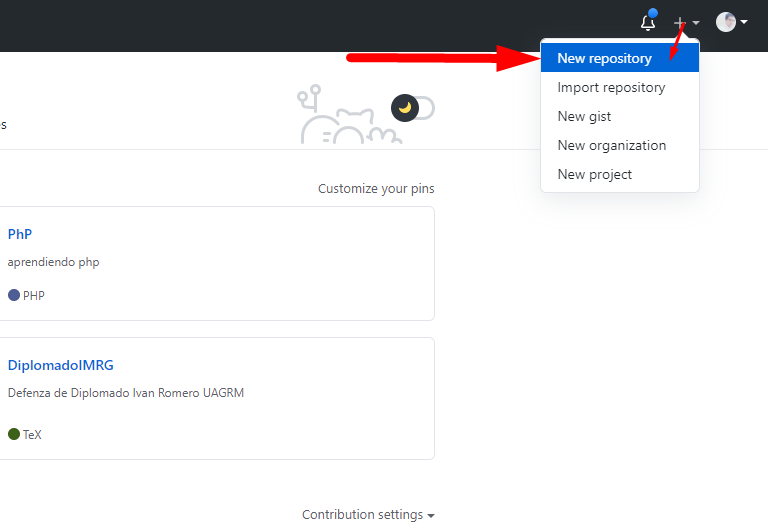 New repository
Import repository
New gist
New organization
New project
Customize your pins
PhP
aprendiendo php
PHP
DiplomadoIMRG
Defenza de Diplomado Ivan Romero UAGRM
TeX
Contribution settings